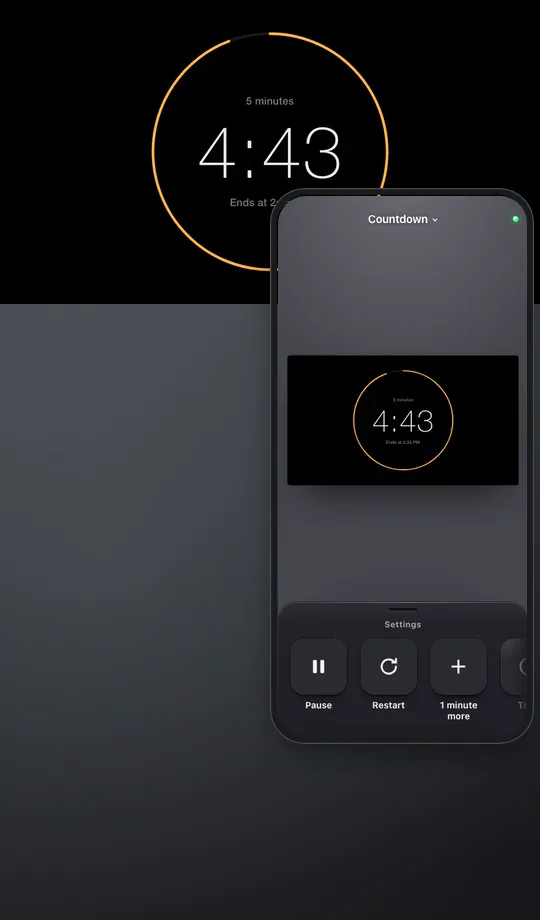 5 minutes
4:43
Ends at 2:
Countdown
5 minutes
4:43
Ends at 2:35 PM
Settings
Pause
Restart
1 minute
more
Ti